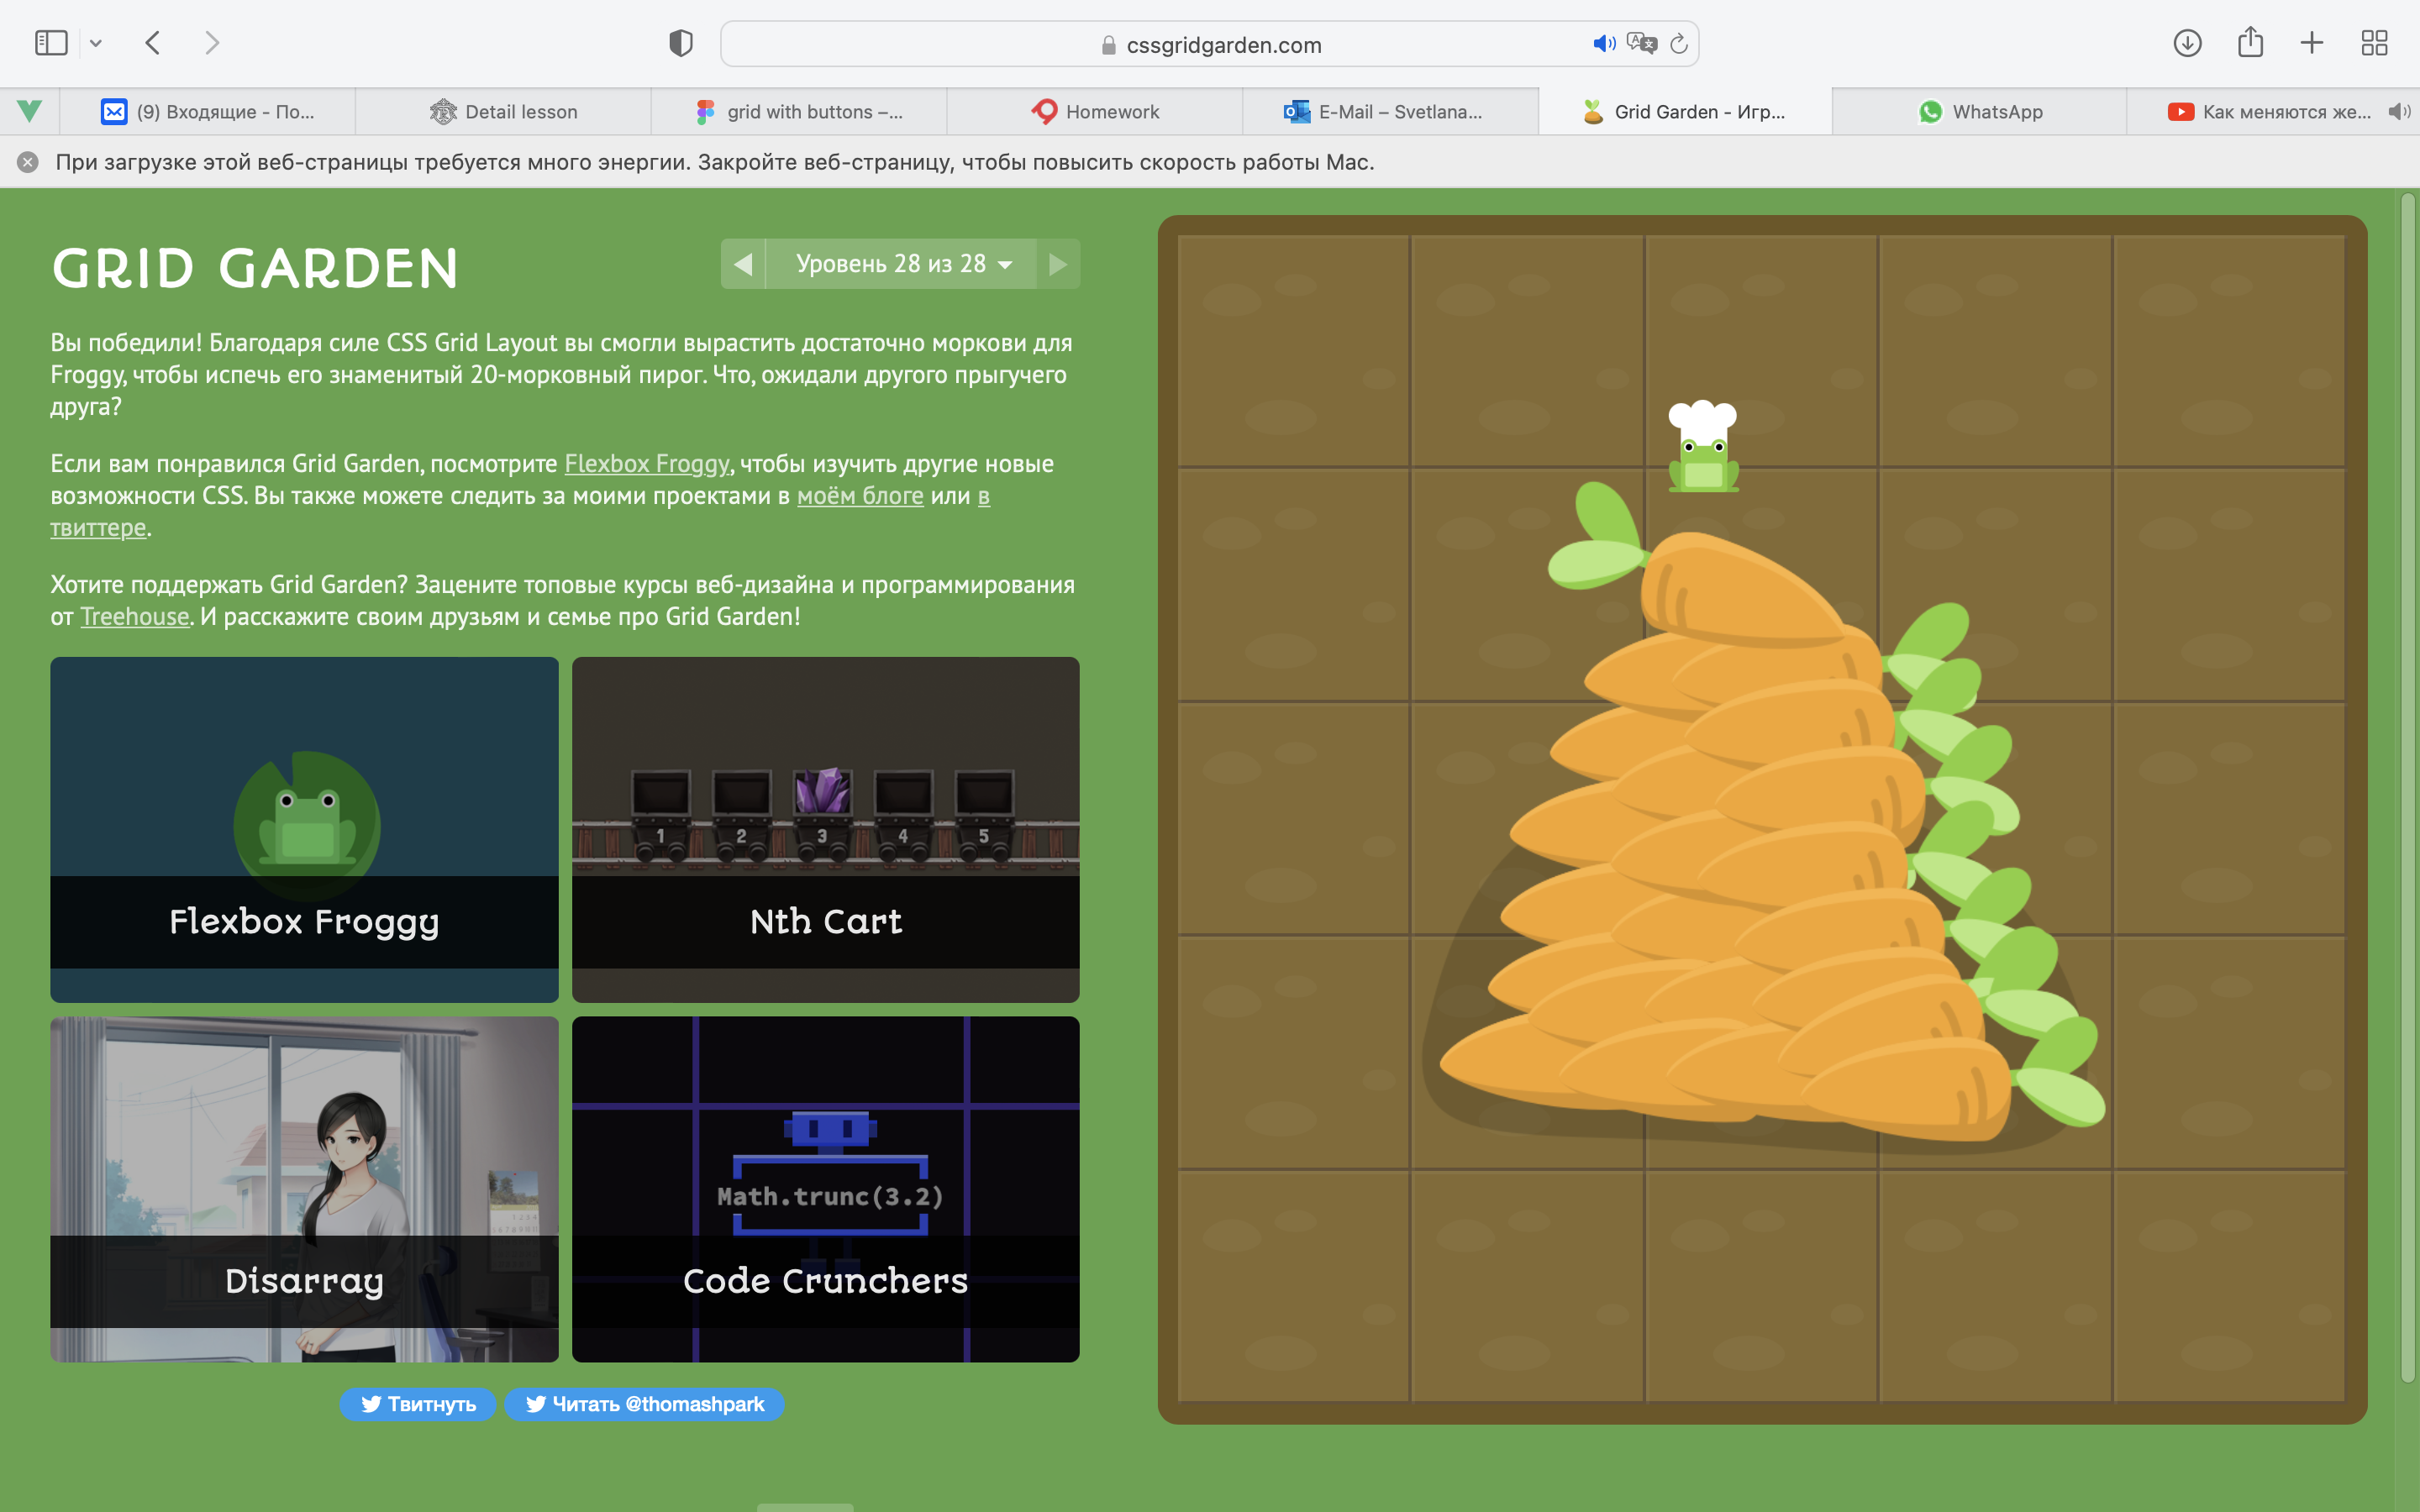 cssgridgarden.com
(9) Входящие - По...
Detail lesson
grid with buttons –...
Homework
E-Mail – Svetlana...
Grid Garden - Игр...
WhatsApp
Как меняются же...
При загрузке этой веб-страницы требуется много энергии. Закройте веб-страницу, чтобы повысить скорость работы Mac.
GRID GARDEN
Уровень 28 из 28
Вы победили! Благодаря силе CSS Grid Layout вы смогли вырастить достаточно моркови для
Froggy, чтобы испечь его знаменитый 20-морковный пирог. Что, ожидали другого прыгучего
друга?
Если вам понравился Grid Garden, посмотрите Flexbox Froggy, чтобы изучить другие новые
возможности CSS. Вы также можете следить за моими проектами в моём блоге или в
твиттере.
Хотите поддержать Grid Garden? Зацените топовые курсы веб-дизайна и программирования
от Treehouse. И расскажите своим друзьям и семье про Grid Garden!
1 2 3 4 5
Flexbox Froggy
Nth Cart
Math.trunc(3.2)
Disarray
Code Crunchers
Твитнуть
Читать @thomashpark